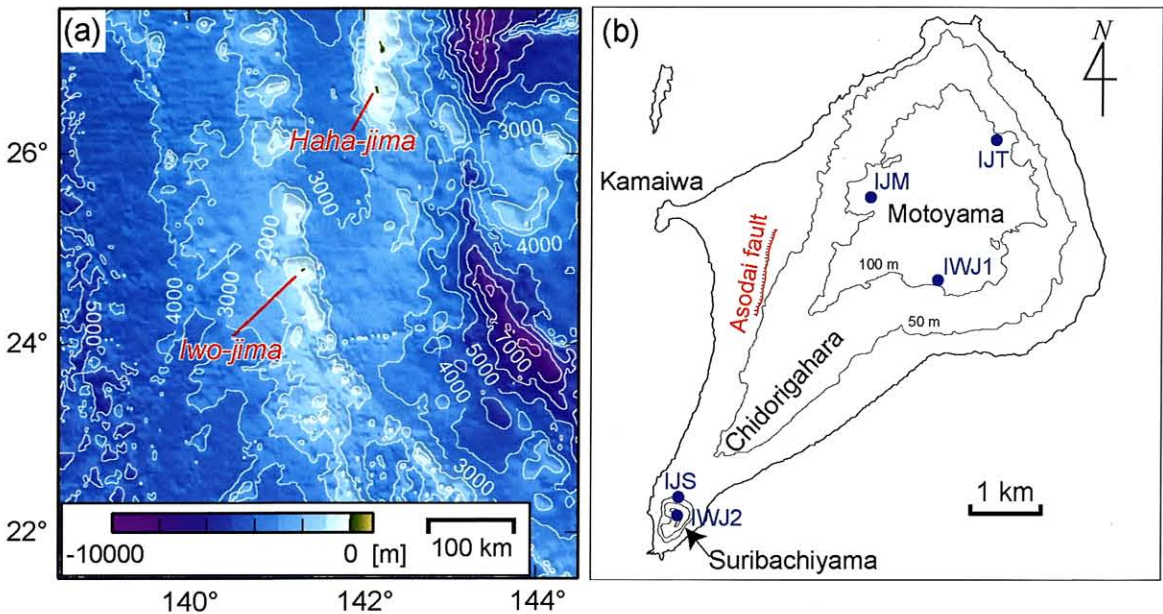 (a)
Haha-jima
3000
26°
3000
2000
4000
4000
3000
5000
24°
Iwo-jima
4000
5000
7000
3000
22°
-10000
0 [m]
100 km
140°
142°
144°
(b)
N
Kamaiwa
IJT
IJM
Motoyama
Asodai fault
IWJ1
100 m
50 m
Chidorigahara
IJS
IWJ2
1 km
Suribachiyama